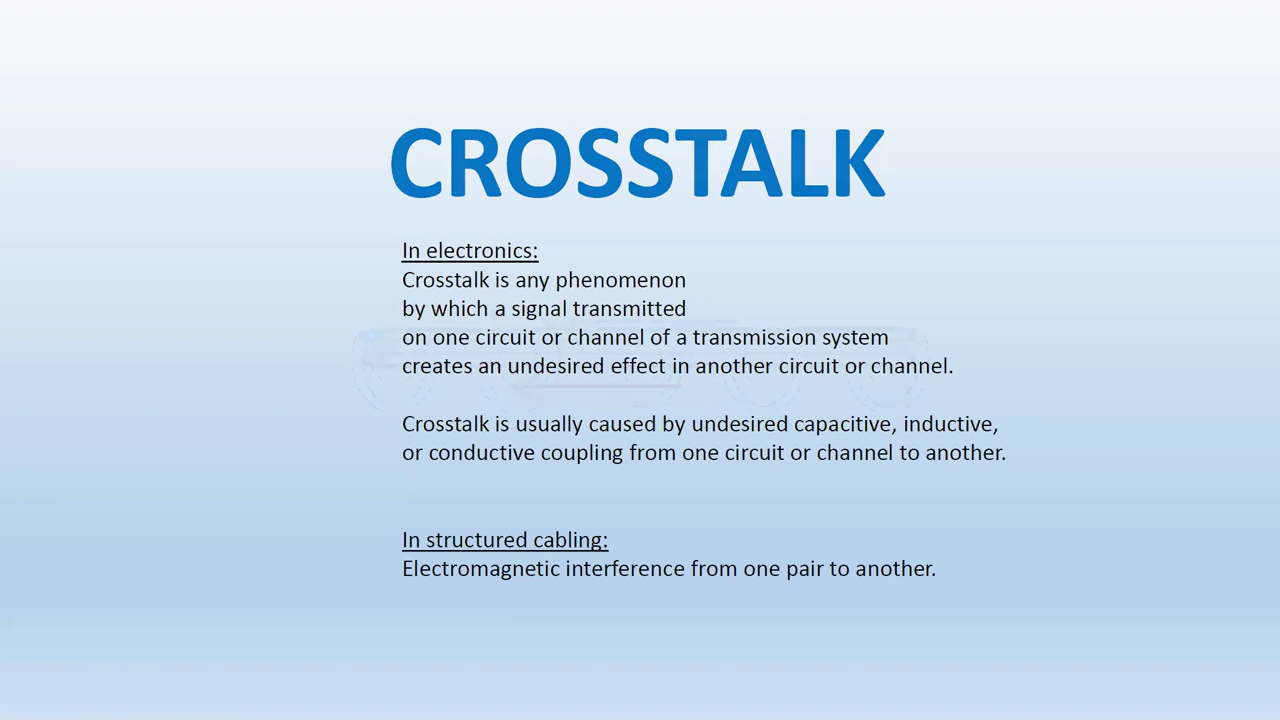 CROSSTALK
In electronics:
Crosstalk is any phenomenon
by which a signal transmitted
on one circuit or channel of a transmission system
creates an undesired effect in another circuit or channel.
Crosstalk is usually caused by undesired capacitive, inductive,
or conductive coupling from one circuit or channel to another.
In structured cabling:
Electromagnetic interference from one pair to another.